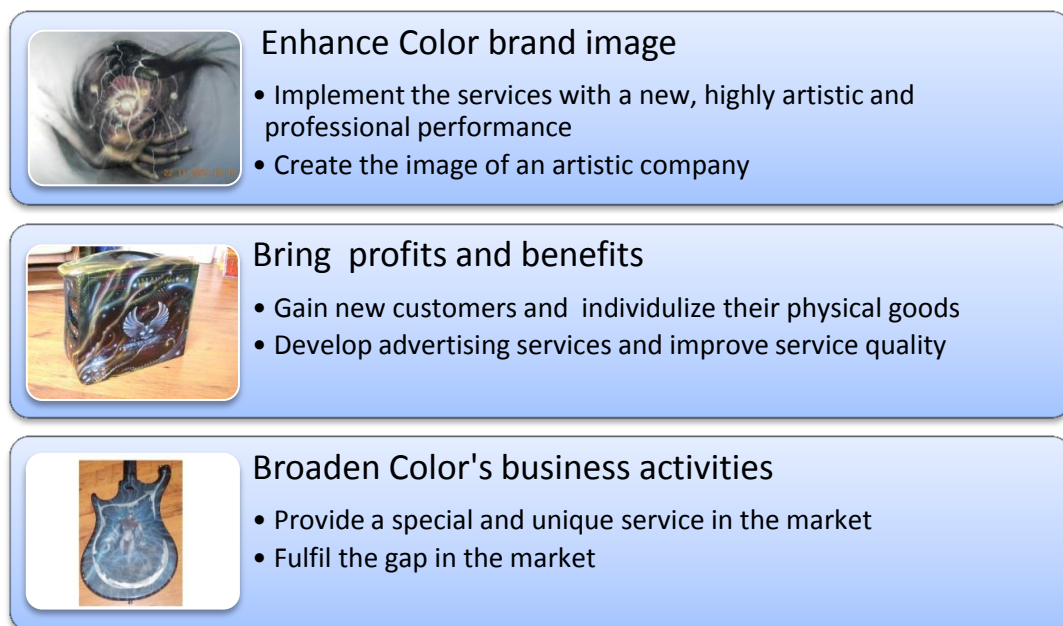 Enhance Color brand image
• Implement the services with a new, highly artistic and
professional performance
• Create the image of an artistic company
Bring  profits and benefits
• Gain new customers and  individulize their physical goods
• Develop advertising services and improve service quality
Broaden Color's business activities
• Provide a special and unique service in the market
• Fulfil the gap in the market